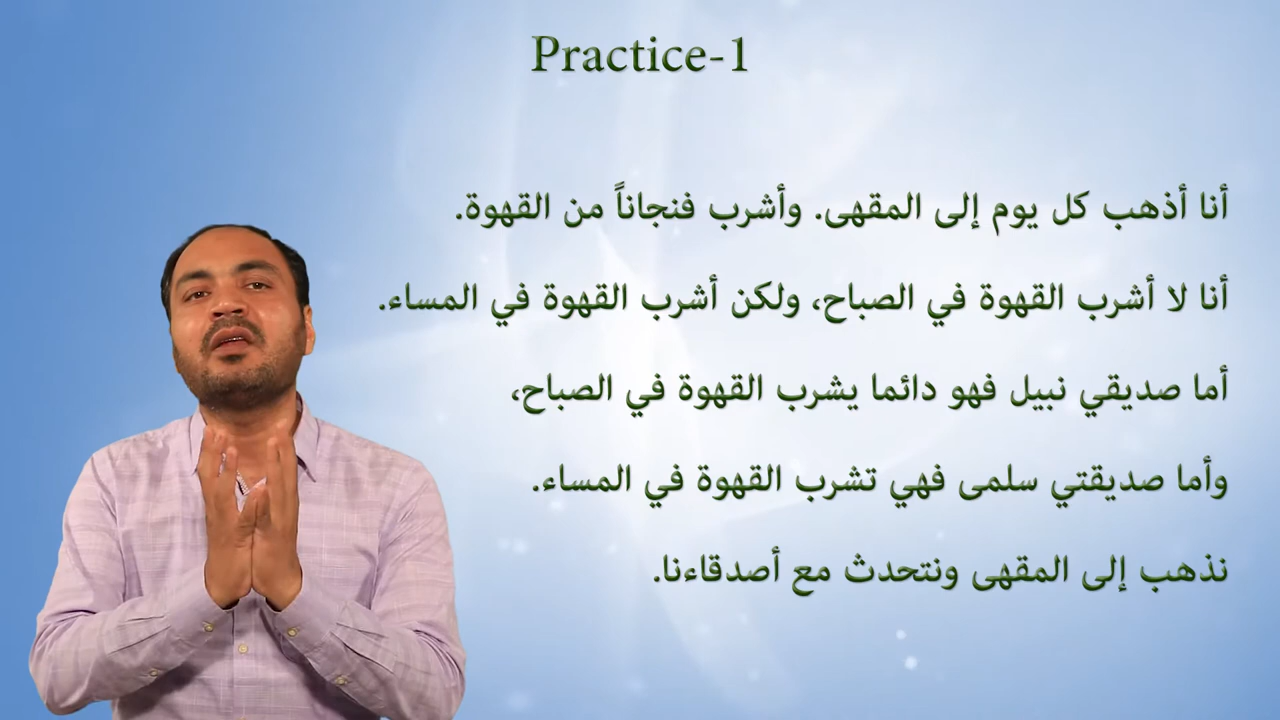 Practice-1
أنا أذهب كل يوم إلى المقهى. وأشرب فنجاناً من القهوة.
أنا لا أشرب القهوة في الصباح، ولكن أشرب القهوة في المساء.
أما صديقي نبيل فهو دائما يشرب القهوة في الصباح،
وأما صديقتي سلمى فهي تشرب القهوة في المساء.
نذهب إلى المقهى ونتحدث مع أصدقاءنا.